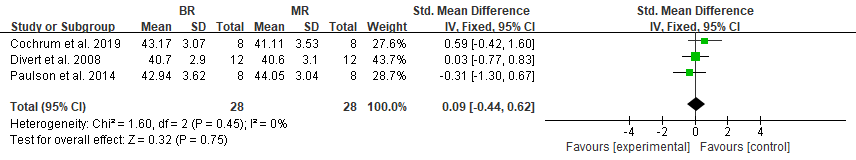 BR MR Std. Mean Difference Std. Mean Difference
Study or Subgroup Mean SD Total Mean SD Total Weight IV, Fixed, 95% CI IV, Fixed, 95% CI
Cochrum et al. 2019 43.17 3.07 8 41.11 3.53 8 27.6% 0.59 [-0.42, 1.60]
Divert et al. 2008 40.7 2.9 12 40.6 3.1 12 43.7% 0.03 [-0.77, 0.83]
Paulson et al. 2014 42.94 3.62 8 44.05 3.04 8 28.7% -0.31 [-1.30, 0.67]
Total (95% CI) 28 28 100.0% 0.09 [-0.44, 0.62]
Heterogeneity: Chi² = 1.60, df = 2 (P = 0.45); I² = 0%
Test for overall effect: Z = 0.32 (P = 0.75)
-4 -2 0 2 4
Favours [experimental] Favours [control]